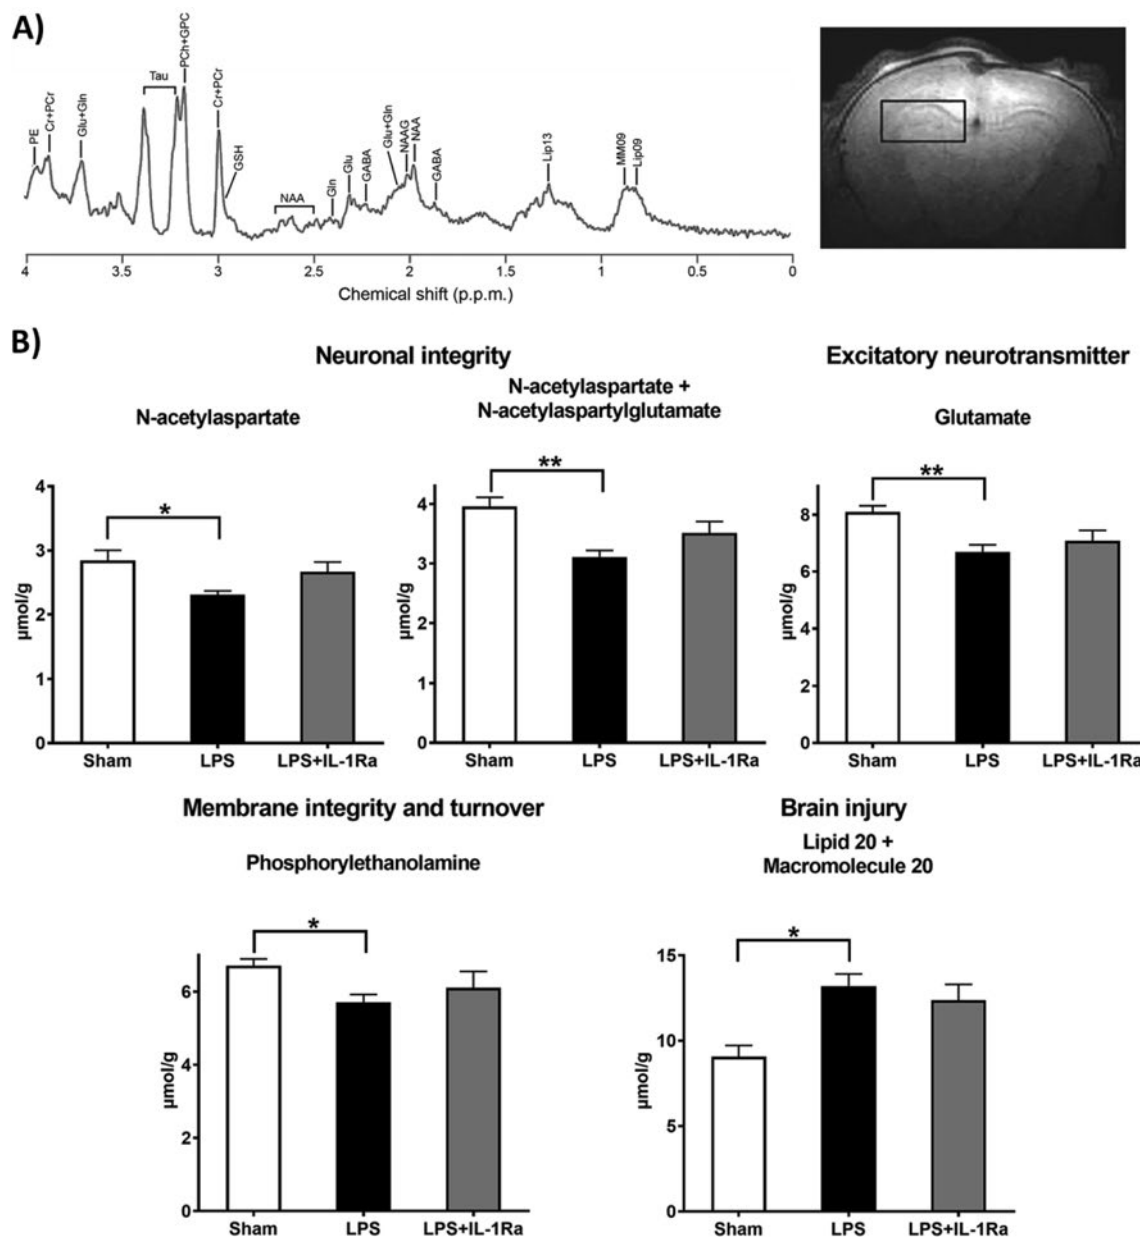 A)
PE
Cr+PCr
Glu+Gln
Tau
PCh+GPC
Cr+PCr
GSH
NAA
Gln
Glu
GABA
Glu+Gln
NAAG
NAA
GABA
Lip13
MM09
Lip09
4 3.5 3 2.5 2 1.5 1 0.5 0
Chemical shift (p.p.m.)
B)
Neuronal integrity
Excitatory neurotransmitter
N-acetylaspartate
N-acetylaspartate +
N-acetylaspartylglutamate
Glutamate
*
**
**
4
3
2
1
0
µmol/g
Sham LPS LPS+IL-1Ra
4
3
2
1
0
µmol/g
Sham LPS LPS+IL-1Ra
8
6
4
2
0
µmol/g
Sham LPS LPS+IL-1Ra
Membrane integrity and turnover
Brain injury
Phosphorylethanolamine
Lipid 20 +
Macromolecule 20
*
*
6
4
2
0
µmol/g
Sham LPS LPS+IL-1Ra
15
10
5
0
µmol/g
Sham LPS LPS+IL-1Ra